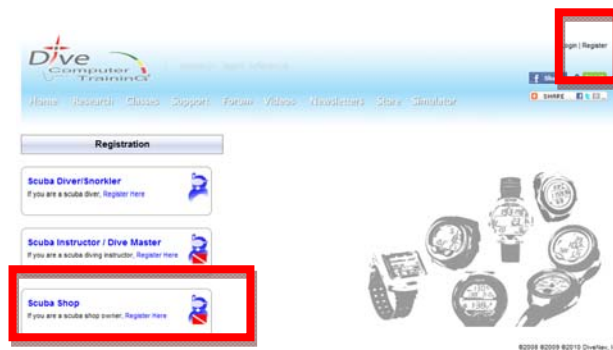 Login | Register
Dive
Computer
Training
Share
SHARE
Home Research Classes Support Forum Videos Newsletters Store Simulator
Registration
Scuba Diver/Snorkler
If you are a scuba diver, Register Here
Scuba Instructor / Dive Master
If you are a scuba diving instructor, Register Here
Scuba Shop
If you are a scuba shop owner, Register Here
©2008 ©2009 ©2010 DiveNav, I